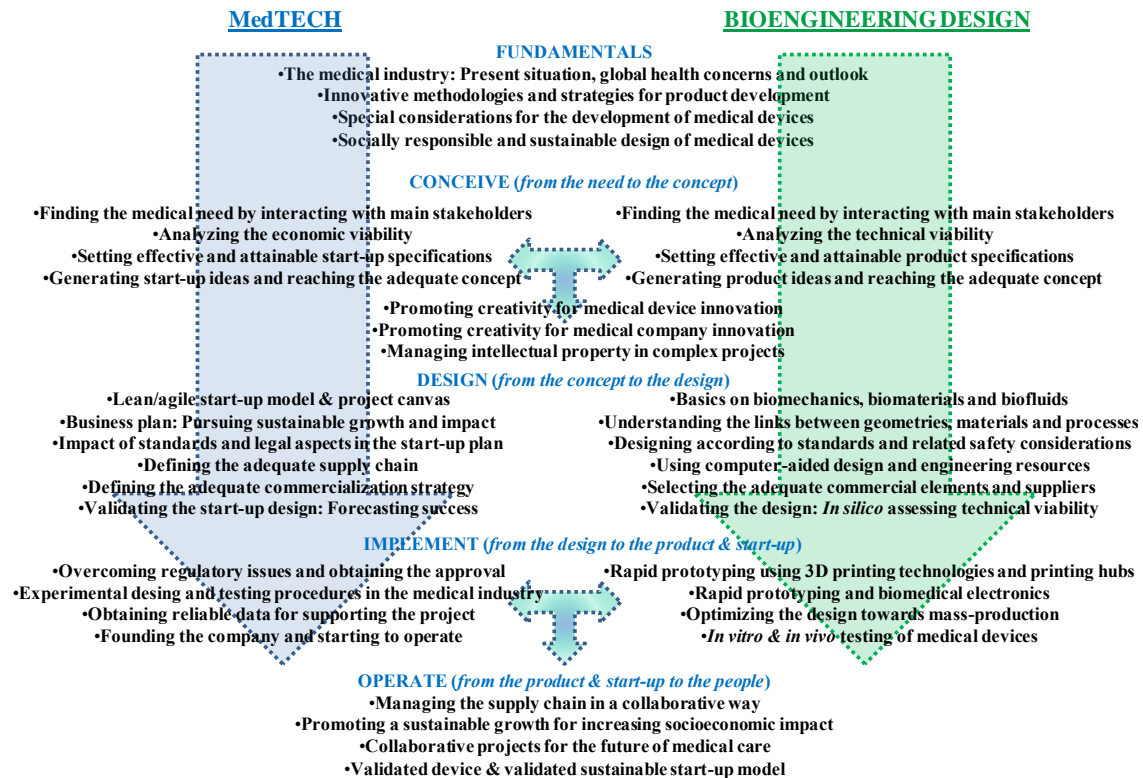 MedTECH
BIOENGINEERING DESIGN
FUNDAMENTALS
•The medical industry: Present situation, global health concerns and outlook
•Innovative methodologies and strategies for product development
•Special considerations for the development of medical devices
•Socially responsible and sustainable design of medical devices
CONCEIVE (from the need to the concept)
•Finding the medical need by interacting with main stakeholders
•Analyzing the economic viability
•Setting effective and attainable start-up specifications
•Generating start-up ideas and reaching the adequate concept
•Finding the medical need by interacting with main stakeholders
•Analyzing the technical viability
•Setting effective and attainable product specifications
•Generating product ideas and reaching the adequate concept
•Promoting creativity for medical device innovation
•Promoting creativity for medical company innovation
•Managing intellectual property in complex projects
DESIGN (from the concept to the design)
•Lean/agile start-up model & project canvas
•Business plan: Pursuing sustainable growth and impact
•Impact of standards and legal aspects in the start-up plan
•Defining the adequate supply chain
•Defining the adequate commercialization strategy
•Validating the start-up design: Forecasting success
•Basics on biomechanics, biomaterials and biofluids
•Understanding the links between geometries, materials and processes
•Designing according to standards and related safety considerations
•Using computer-aided design and engineering resources
•Selecting the adequate commercial elements and suppliers
•Validating the design: In silico assessing technical viability
IMPLEMENT (from the design to the product & start-up)
•Overcoming regulatory issues and obtaining the approval
•Experimental desing and testing procedures in the medical industry
•Obtaining reliable data for supporting the project
•Founding the company and starting to operate
•Rapid prototyping using 3D printing technologies and printing hubs
•Rapid prototyping and biomedical electronics
•Optimizing the design towards mass-production
•In vitro & in vivo testing of medical devices
OPERATE (from the product & start-up to the people)
•Managing the supply chain in a collaborative way
•Promoting a sustainable growth for increasing socioeconomic impact
•Collaborative projects for the future of medical care
•Validated device & validated sustainable start-up model